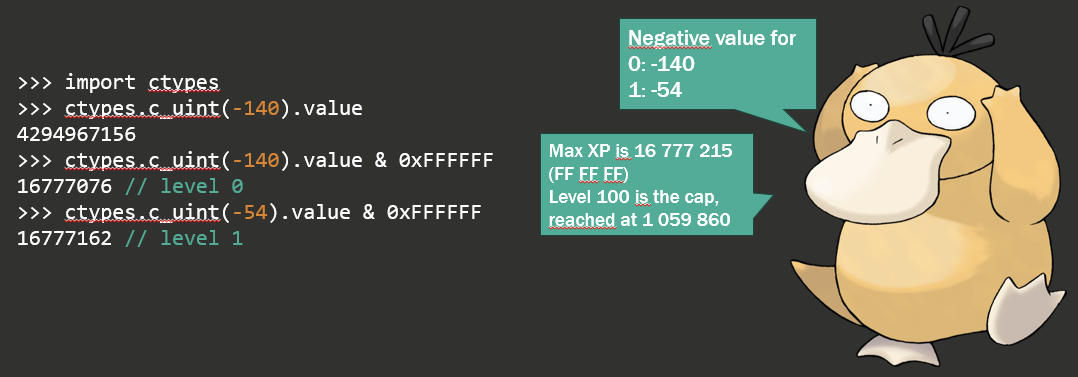 >>> import ctypes
>>> ctypes.c_uint(-140).value
4294967156
>>> ctypes.c_uint(-140).value & 0xFFFFFF
16777076 // level 0
>>> ctypes.c_uint(-54).value & 0xFFFFFF
16777162 // level 1
Negative value for
0: -140
1: -54
Max XP is 16 777 215
(FF FF FF)
Level 100 is the cap,
reached at 1 059 860